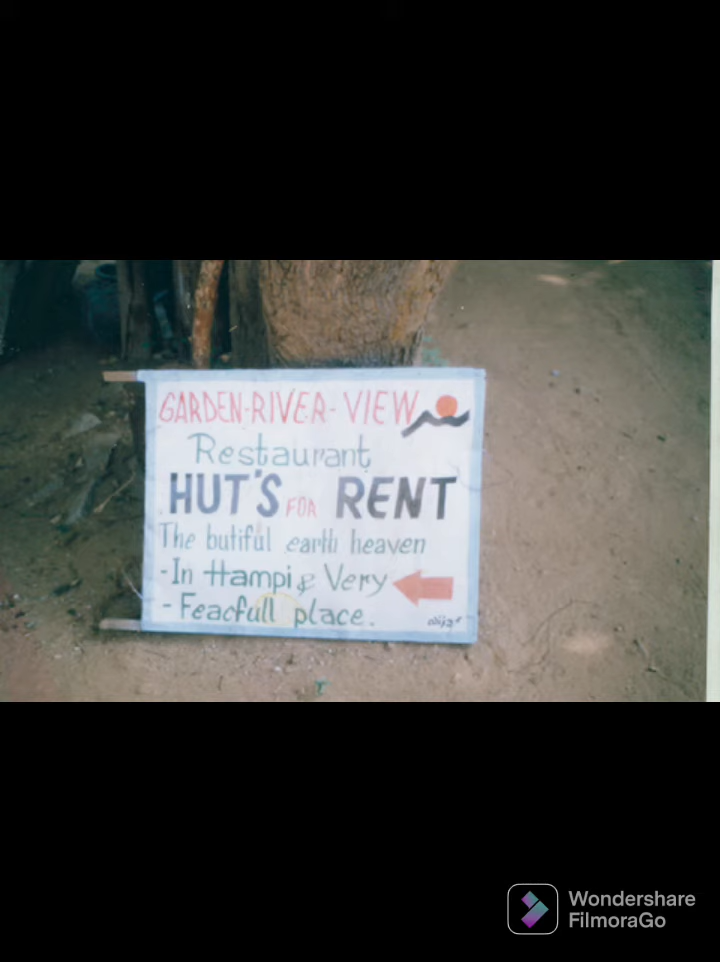 GARDEN-RIVER-VIEW
Restaurant
HUT'S FOR RENT
The butiful earth heaven
-In Hampi & Very
- Feacfull place.
Wondershare
FilmoraGo